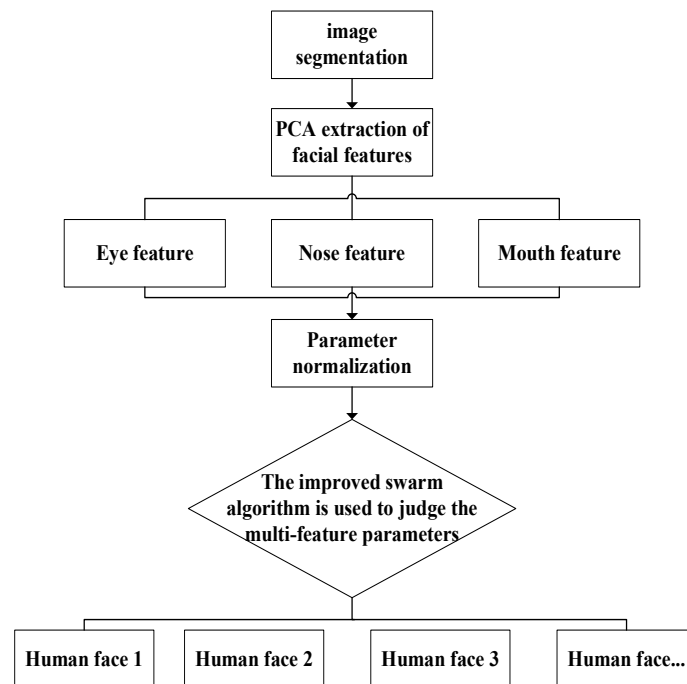 image
segmentation
PCA extraction of
facial features
Eye feature
Nose feature
Mouth feature
Parameter
normalization
The improved swarm
algorithm is used to judge the
multi-feature parameters
Human face 1
Human face 2
Human face 3
Human face...